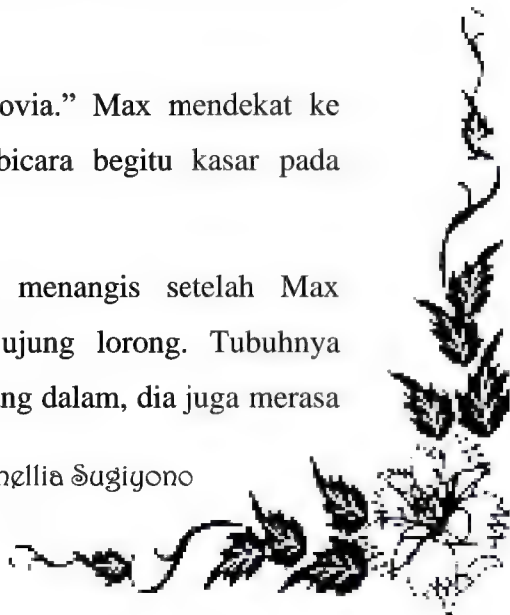 ovia.” Max mendekat ke
bicara begitu kasar pada
menangis setelah Max
ujung lorong. Tubuhnya
ng dalam, dia juga merasa
ellia Sugiyono